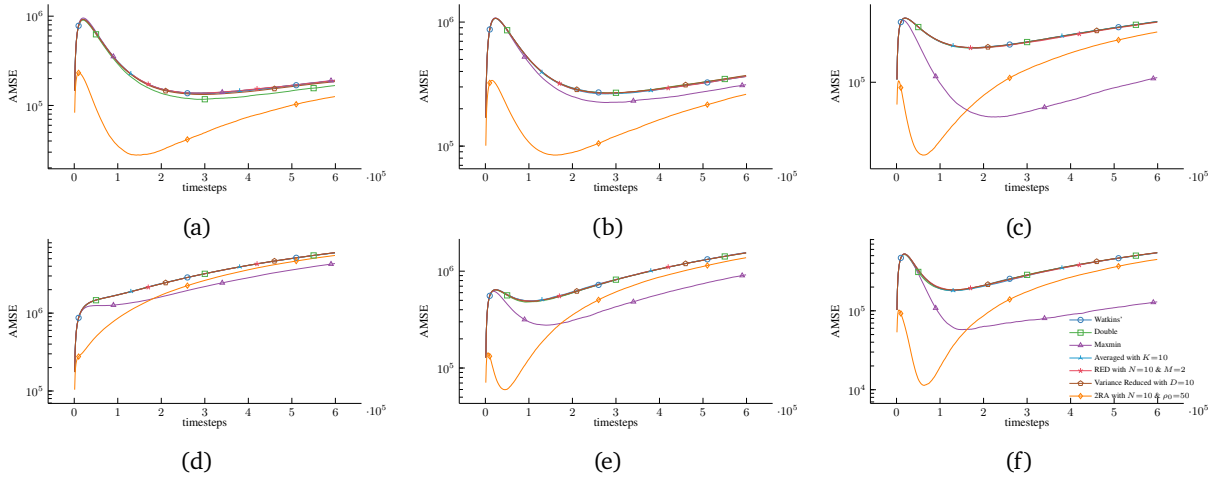 10^6
10^5
AMSE
0 1 2 3 4 5 6
timesteps
·10^5
(a)
10^6
10^5
AMSE
0 1 2 3 4 5 6
timesteps
·10^5
(b)
10^5
AMSE
0 1 2 3 4 5 6
timesteps
·10^5
(c)
10^6
10^5
AMSE
0 1 2 3 4 5 6
timesteps
·10^5
(d)
10^6
10^5
AMSE
0 1 2 3 4 5 6
timesteps
·10^5
(e)
10^6
10^5
10^4
AMSE
Watkins'
Double
Maxmin
Averaged with K=10
RED with N=10 & M=2
Variance Reduced with D=10
2RA with N=10 & ρ₀=50
0 1 2 3 4 5 6
timesteps
·10^5
(f)